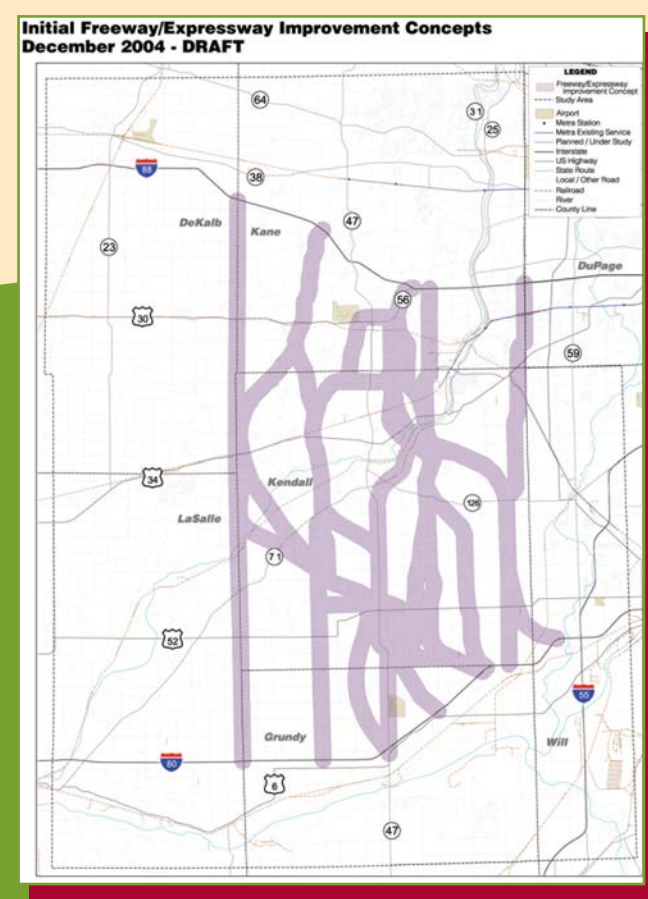 Initial Freeway/Expressway Improvement Concepts
December 2004 - DRAFT
LEGEND
Freeway/Expressway
Improvement Concept
Study Area
Airport
Metra Station
Metra Existing Service
Planned / Under Study
Interstate
US Highway
State Route
Local / Other Road
Railroad
River
County Line
64
31
25
88
38
DeKalb
Kane
47
23
DuPage
56
30
59
34
Kendall
126
LaSalle
71
52
55
Grundy
Will
80
6
47